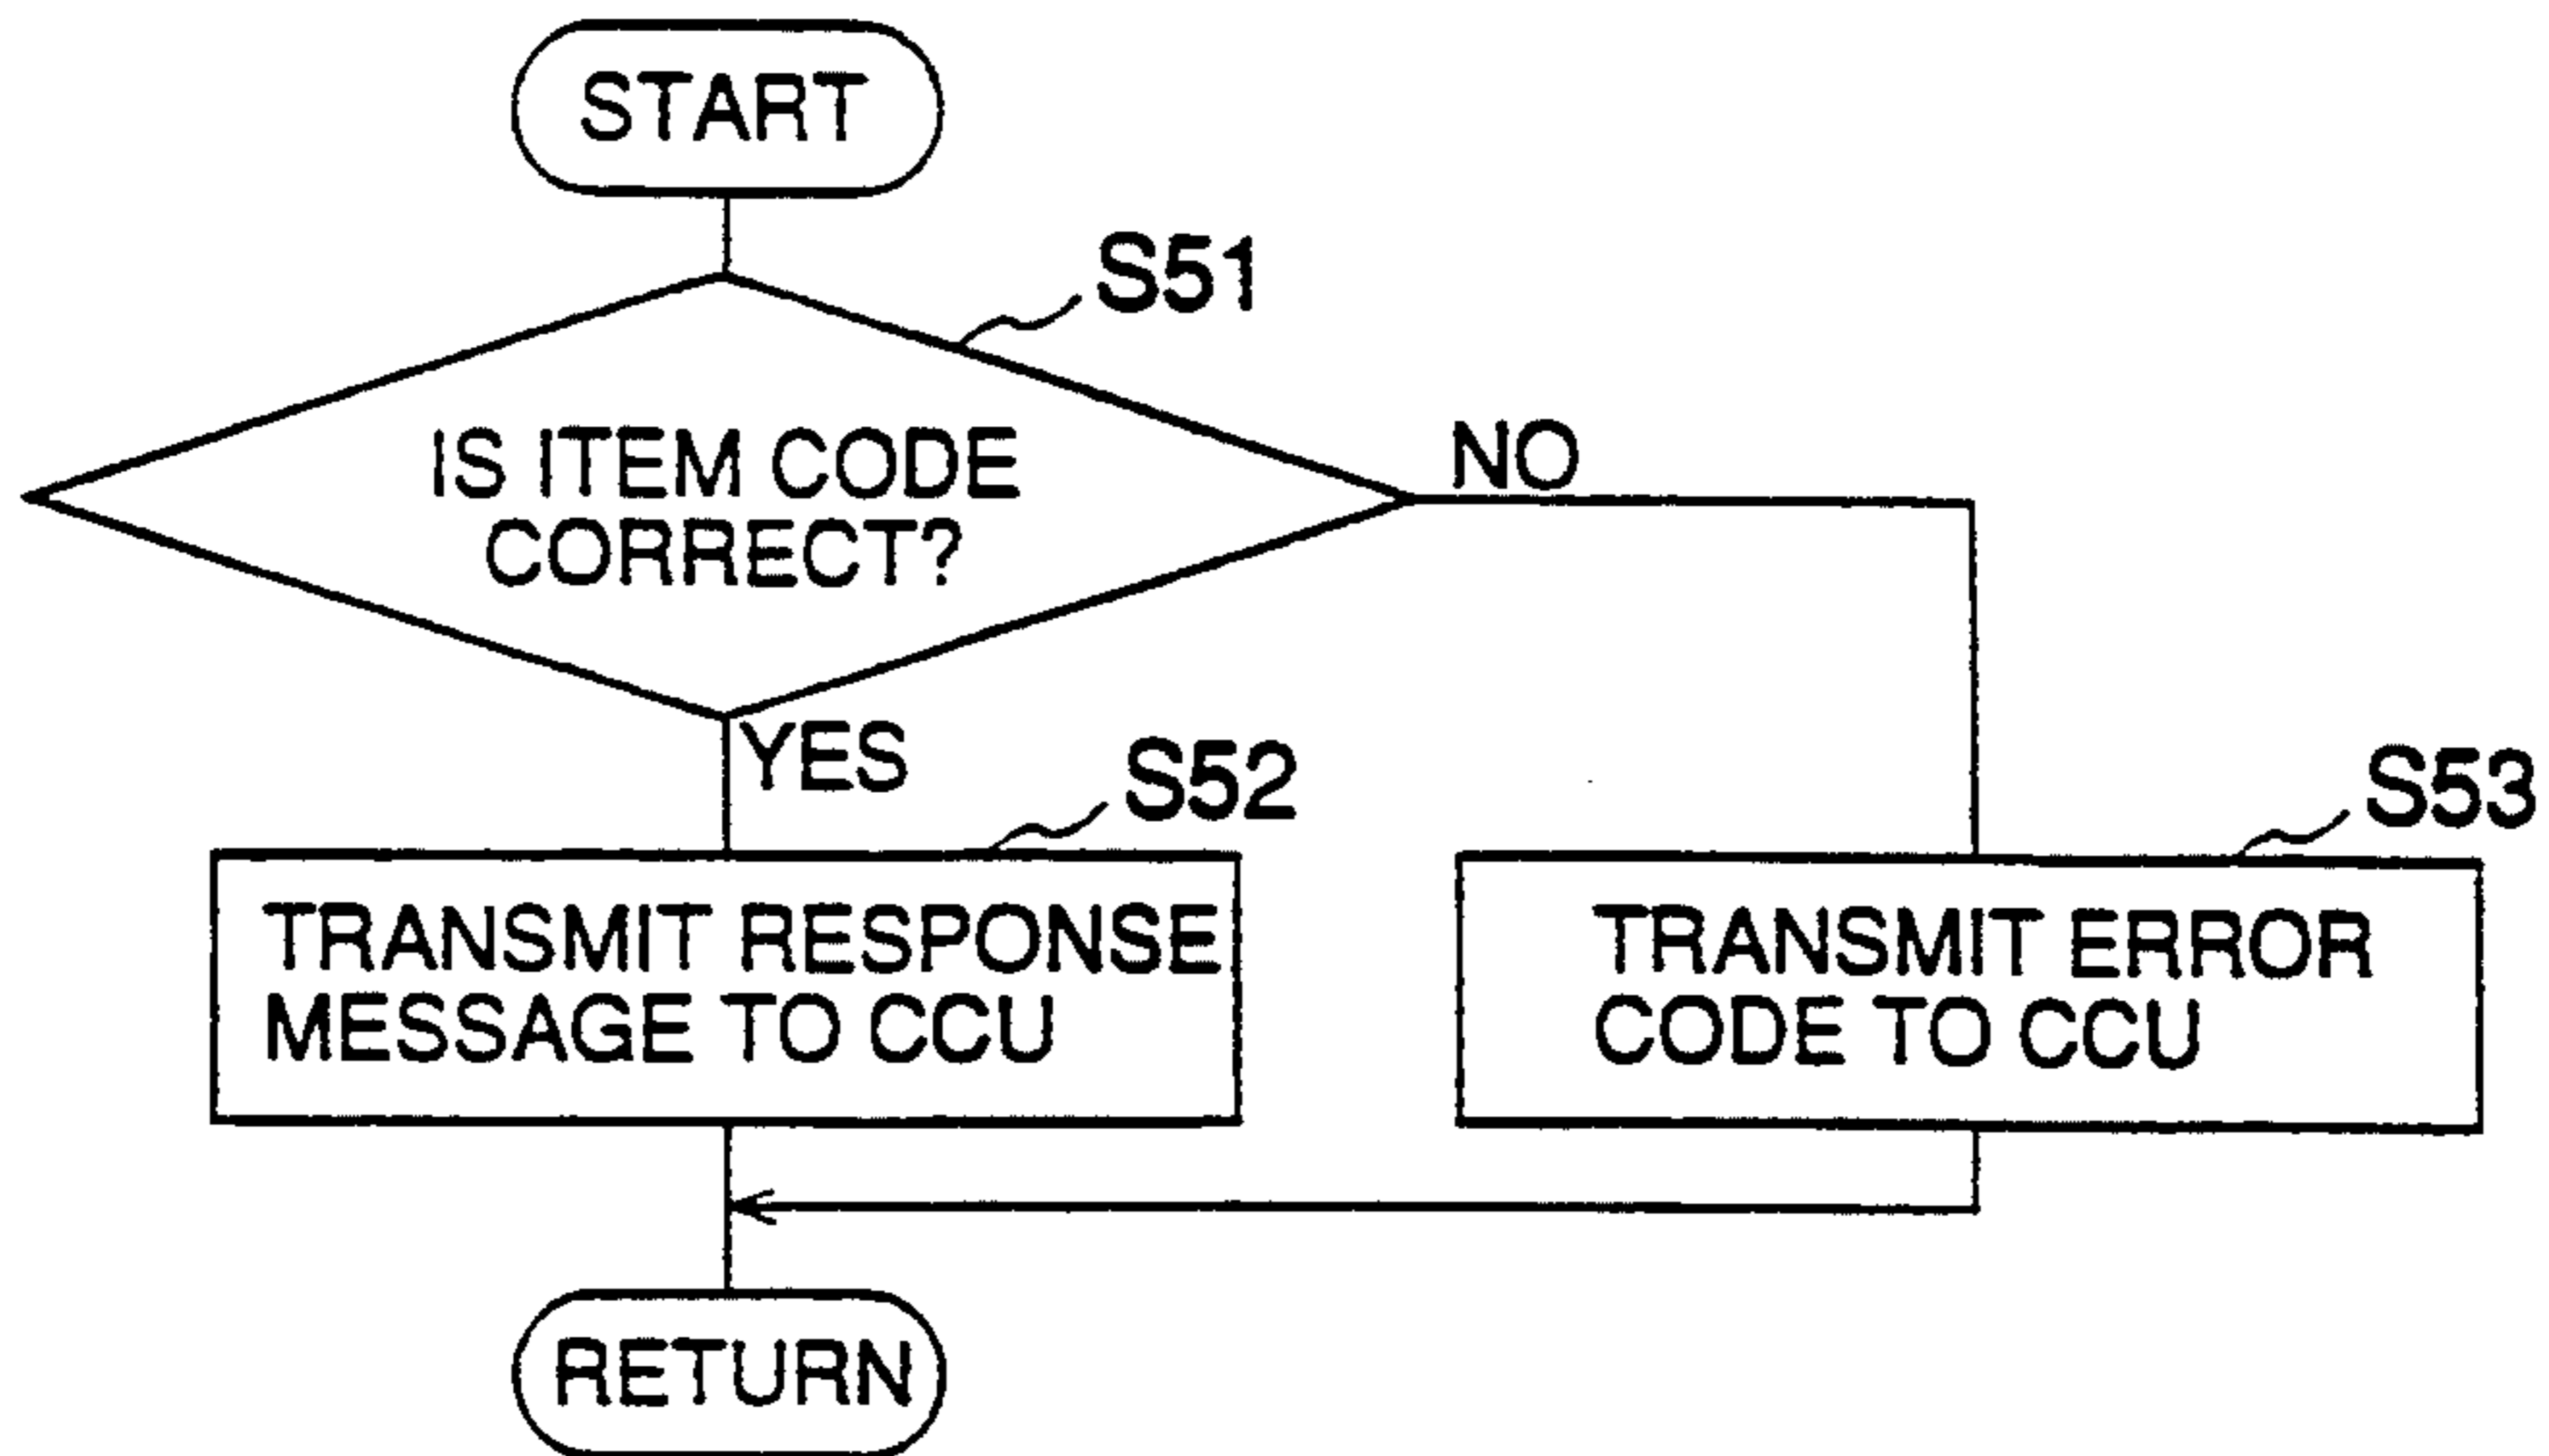 START
S51
IS ITEM CODE
CORRECT?
NO
YES
S52
TRANSMIT RESPONSE
MESSAGE TO CCU
S53
TRANSMIT ERROR
CODE TO CCU
RETURN